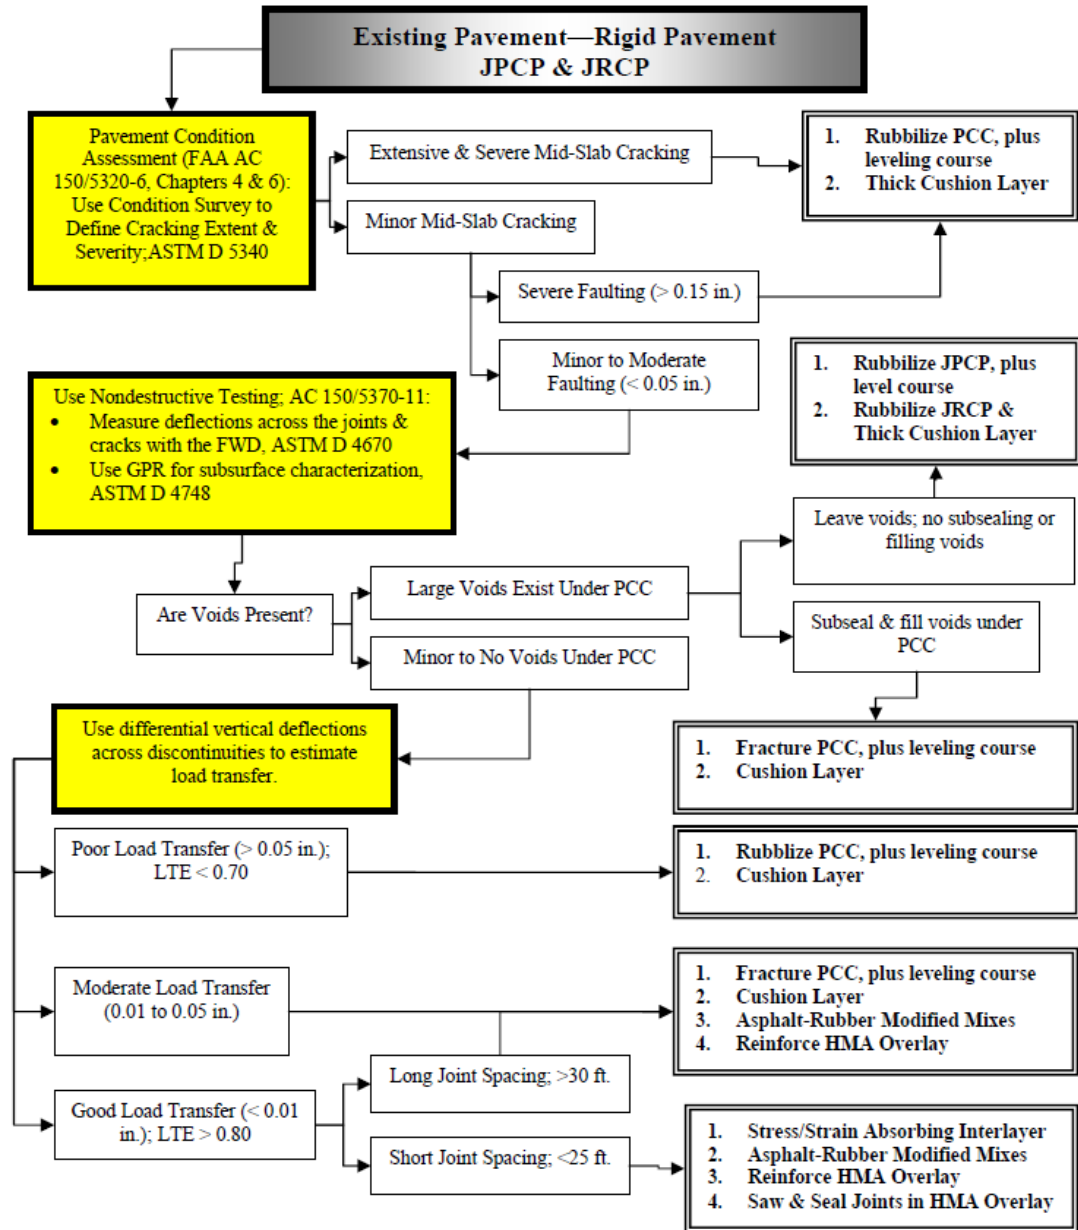 Existing Pavement—Rigid Pavement
JPCP & JRCP
Pavement Condition
Assessment (FAA AC
150/5320-6, Chapters 4 & 6):
Use Condition Survey to
Define Cracking Extent &
Severity;ASTM D 5340
Extensive & Severe Mid-Slab Cracking
1. Rubbilize PCC, plus
leveling course
2. Thick Cushion Layer
Minor Mid-Slab Cracking
Severe Faulting (> 0.15 in.)
Minor to Moderate
Faulting (< 0.05 in.)
1. Rubbilize JPCP, plus
level course
2. Rubbilize JRCP &
Thick Cushion Layer
Use Nondestructive Testing; AC 150/5370-11:
• Measure deflections across the joints &
cracks with the FWD, ASTM D 4670
• Use GPR for subsurface characterization,
ASTM D 4748
Leave voids; no subsealing or
filling voids
Are Voids Present?
Large Voids Exist Under PCC
Subseal & fill voids under
PCC
Minor to No Voids Under PCC
Use differential vertical deflections
across discontinuities to estimate
load transfer.
1. Fracture PCC, plus leveling course
2. Cushion Layer
Poor Load Transfer (> 0.05 in.);
LTE < 0.70
1. Rubblize PCC, plus leveling course
2. Cushion Layer
Moderate Load Transfer
(0.01 to 0.05 in.)
1. Fracture PCC, plus leveling course
2. Cushion Layer
3. Asphalt-Rubber Modified Mixes
4. Reinforce HMA Overlay
Long Joint Spacing; >30 ft.
Good Load Transfer (< 0.01
in.); LTE > 0.80
Short Joint Spacing; <25 ft.
1. Stress/Strain Absorbing Interlayer
2. Asphalt-Rubber Modified Mixes
3. Reinforce HMA Overlay
4. Saw & Seal Joints in HMA Overlay